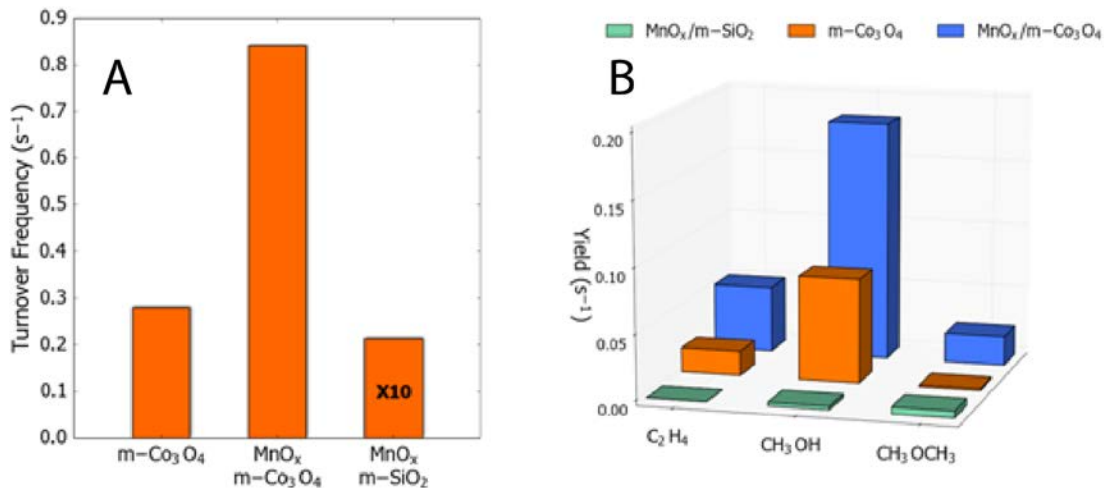 A
Turnover Frequency (s⁻¹)
0.9
0.8
0.7
0.6
0.5
0.4
0.3
0.2
0.1
0.0
X10
m−Co₃O₄
MnOₓ
m−Co₃O₄
MnOₓ
m−SiO₂
MnOₓ/m−SiO₂
m−Co₃O₄
MnOₓ/m−Co₃O₄
B
Yield (s⁻¹)
0.20
0.15
0.10
0.05
0.00
C₂H₄
CH₃OH
CH₃OCH₃